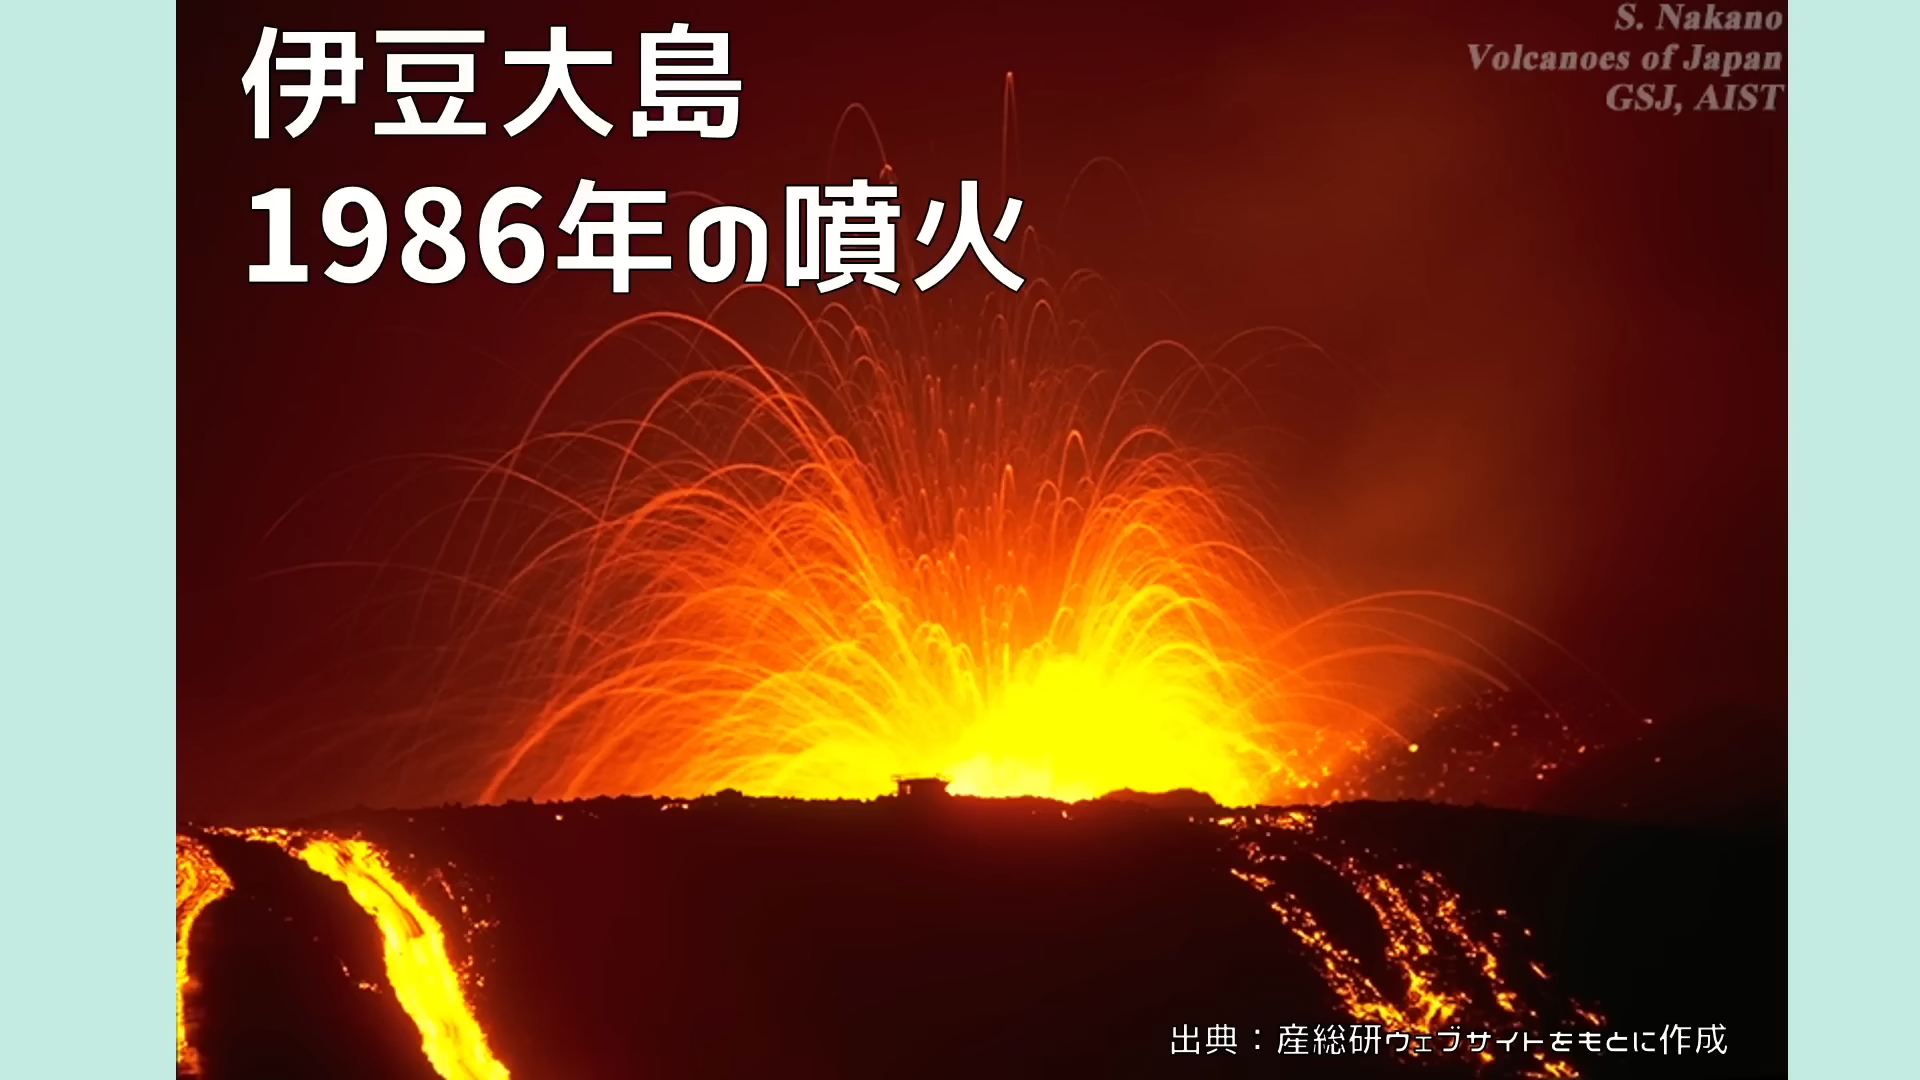 伊豆大島
1986年の噴火
S. Nakano
Volcanoes of Japan
GSJ, AIST
出典：産総研ウェブサイトをもとに作成